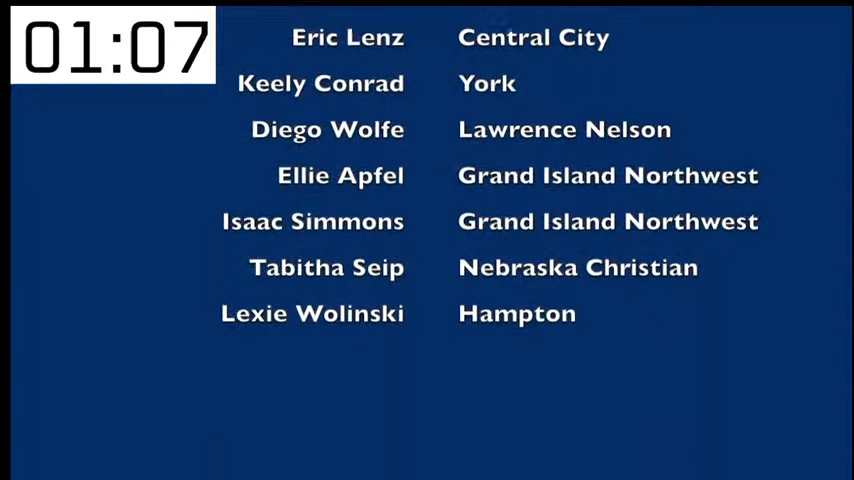 01:07
Eric Lenz Central City
Keely Conrad York
Diego Wolfe Lawrence Nelson
Ellie Apfel Grand Island Northwest
Isaac Simmons Grand Island Northwest
Tabitha Seip Nebraska Christian
Lexie Wolinski Hampton